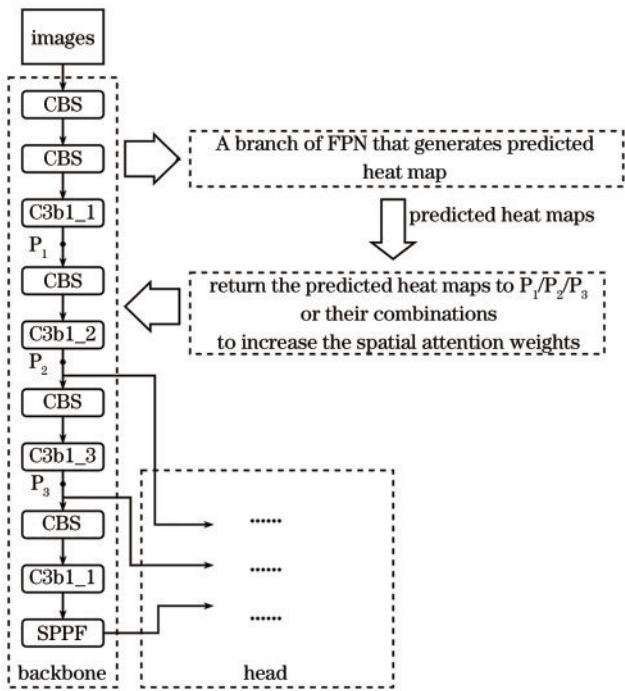 images
CBS
CBS
C3b1_1
P₁
CBS
C3b1_2
P₂
CBS
C3b1_3
P₃
CBS
C3b1_1
SPPF
backbone
A branch of FPN that generates predicted
heat map
predicted heat maps
return the predicted heat maps to P₁/P₂/P₃
or their combinations
to increase the spatial attention weights
......
......
......
head